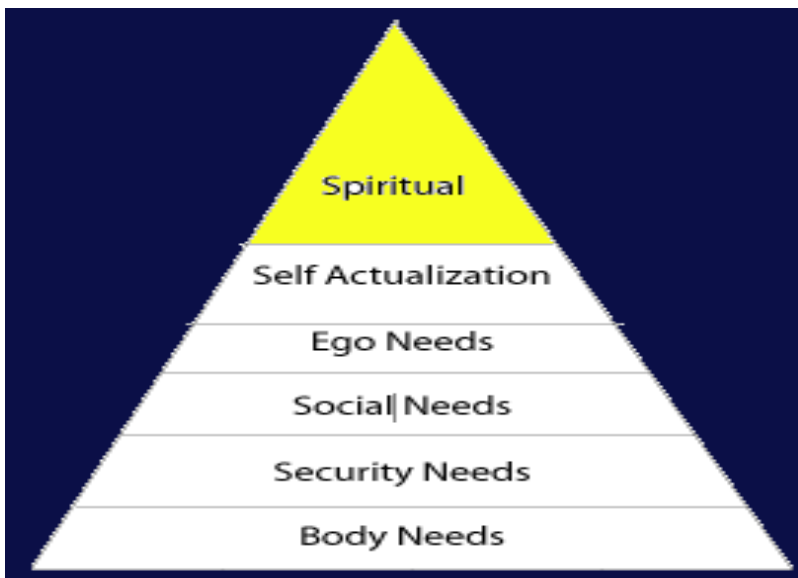 Spiritual
Self Actualization
Ego Needs
Social Needs
Security Needs
Body Needs